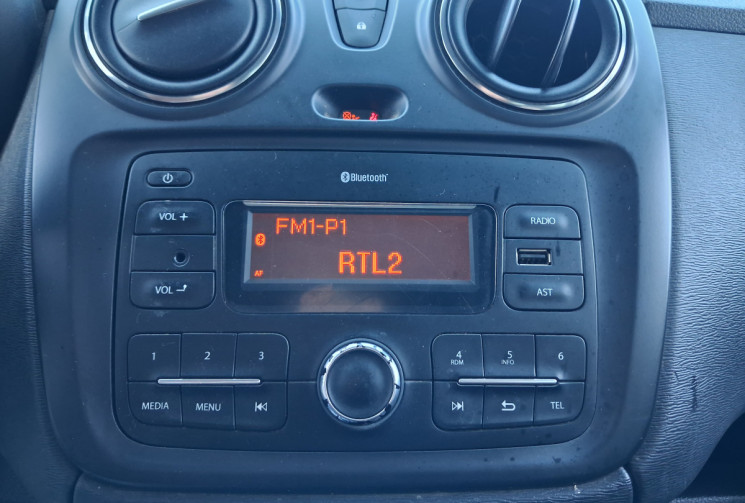 Bluetooth
VOL +
FM1-P1
RADIO
RTL2
AF
VOL -
AST
1 2 3
4 5 6
RDM INFO
MEDIA MENU
TEL